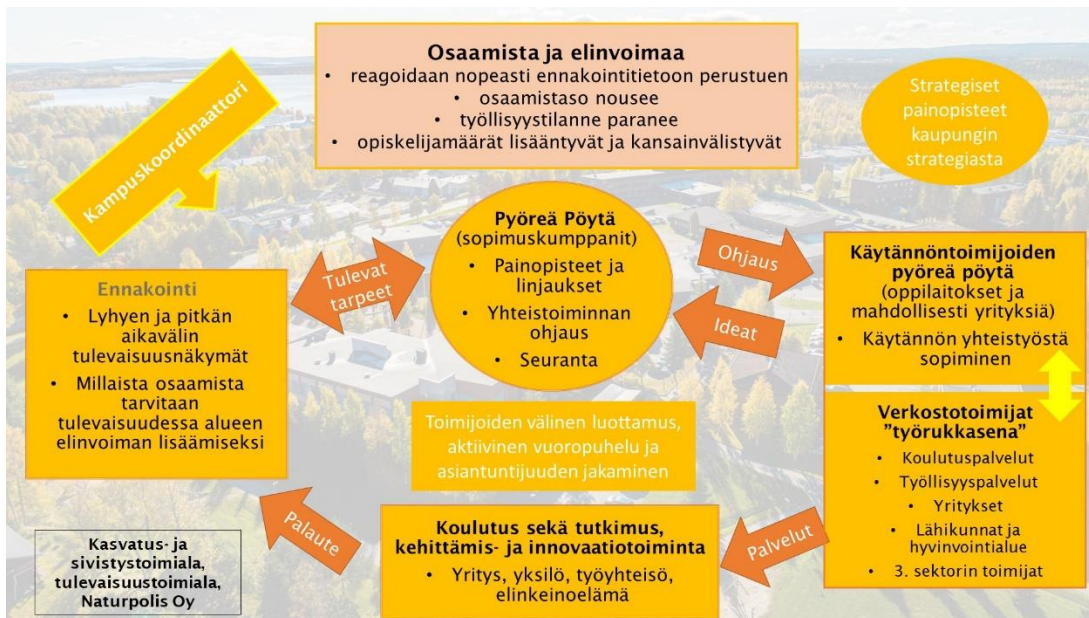 Osaamista ja elinvoimaa
• reagoidaan nopeasti ennakointitietoon perustuen
• osaamistaso nousee
• työllisyystilanne paranee
• opiskelijamäärät lisääntyvät ja kansainvälistyvät
Kampuskoordinaattori
Strategiset
painopisteet
kaupungin
strategiasta
Pyöreä Pöytä
(sopimuskumppanit)
• Painopisteet ja
linjaukset
• Yhteistoiminnan
ohjaus
• Seuranta
Tulevat
tarpeet
Ohjaus
Ideat
Ennakointi
• Lyhyen ja pitkän
aikavälin
tulevaisuusnäkymät
• Millaista osaamista
tarvitaan
tulevaisuudessa alueen
elinvoiman lisäämiseksi
Käytännöntoimijoiden
pyöreä pöytä
(oppilaitokset ja
mahdollisesti yrityksiä)
• Käytännön yhteistyöstä
sopiminen
Toimijoiden välinen luottamus,
aktiivinen vuoropuhelu ja
asiantuntijuuden jakaminen
Verkostotoimijat
"työrukkasena"
• Koulutuspalvelut
• Työllisyyspalvelut
• Yritykset
• Lähikunnat ja
hyvinvointialue
• 3. sektorin toimijat
Palvelut
Koulutus sekä tutkimus,
kehittämis- ja innovaatiotoiminta
• Yritys, yksilö, työyhteisö,
elinkeinoelämä
Palaute
Kasvatus- ja
sivistystoimiala,
tulevaisuustoimiala,
Naturpolis Oy